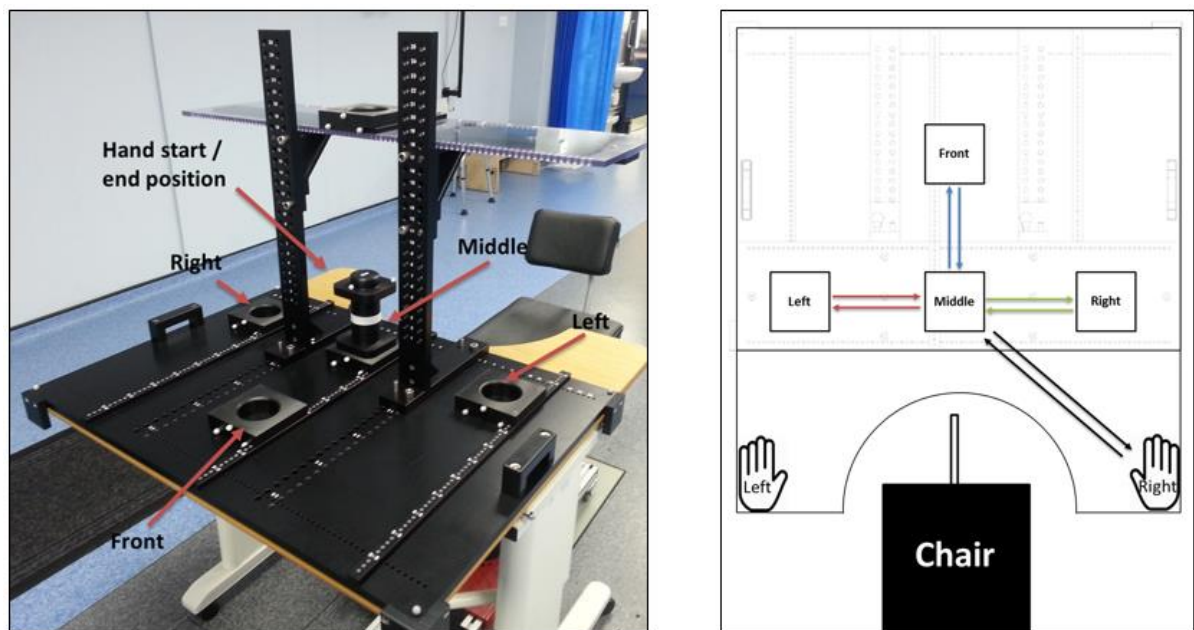 Hand start /
end position
Right
Middle
Left
Front
Front
Left
Middle
Right
Left
Right
Chair